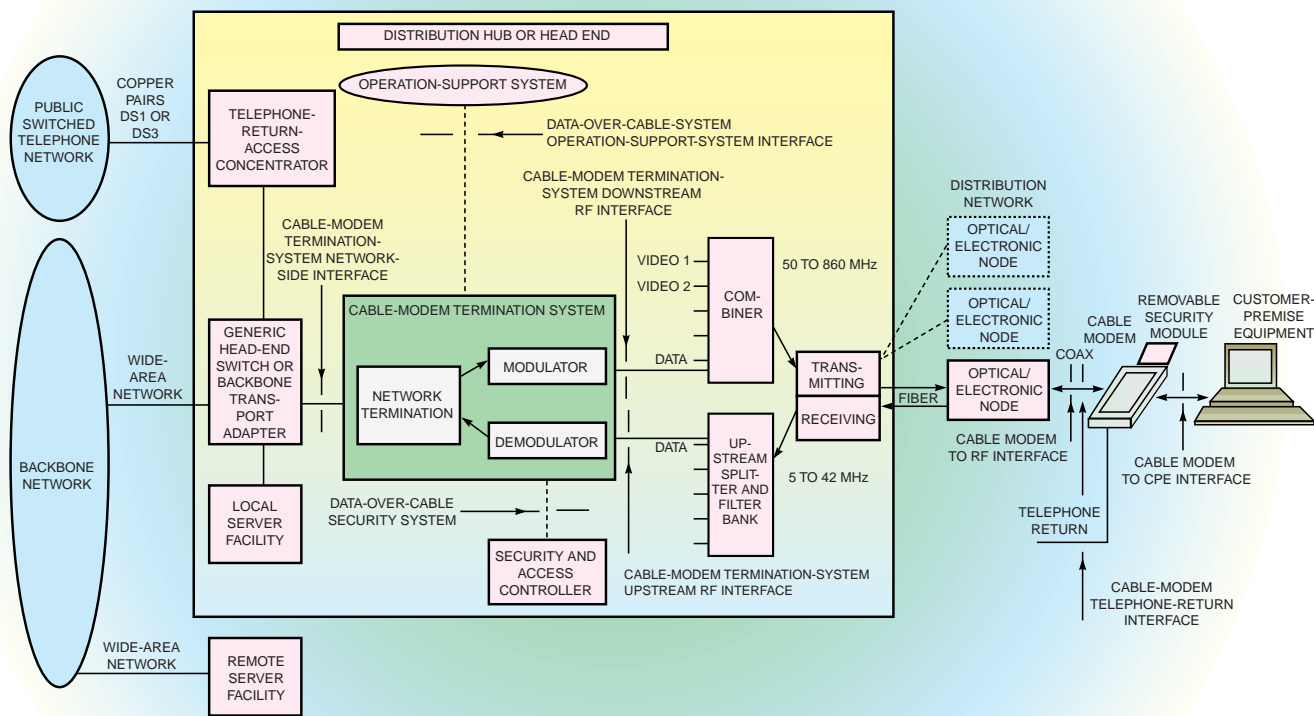 DISTRIBUTION HUB OR HEAD END
OPERATION-SUPPORT SYSTEM
COPPER
PAIRS
DS1 OR
DS3
PUBLIC
SWITCHED
TELEPHONE
NETWORK
TELEPHONE-
RETURN-
ACCESS
CONCENTRATOR
DATA-OVER-CABLE-SYSTEM
OPERATION-SUPPORT-SYSTEM INTERFACE
CABLE-MODEM TERMINATION-
SYSTEM DOWNSTREAM
RF INTERFACE
CABLE-MODEM
TERMINATION-
SYSTEM NETWORK-
SIDE INTERFACE
VIDEO 1
VIDEO 2
DATA
COM-
BINER
50 TO 860 MHz
DISTRIBUTION
NETWORK
OPTICAL/
ELECTRONIC
NODE
OPTICAL/
ELECTRONIC
NODE
OPTICAL/
ELECTRONIC
NODE
CABLE-MODEM TERMINATION SYSTEM
MODULATOR
NETWORK
TERMINATION
DEMODULATOR
GENERIC
HEAD-END
SWITCH OR
BACKBONE
TRANS-
PORT
ADAPTER
WIDE-
AREA
NETWORK
BACKBONE
NETWORK
TRANS-
MITTING
RECEIVING
FIBER
COAX
CABLE
MODEM
REMOVABLE
SECURITY
MODULE
CUSTOMER-
PREMISE
EQUIPMENT
DATA
UP-
STREAM
SPLIT-
TER AND
FILTER
BANK
5 TO 42 MHz
CABLE MODEM
TO RF INTERFACE
CABLE MODEM
TO CPE INTERFACE
LOCAL
SERVER
FACILITY
DATA-OVER-CABLE
SECURITY SYSTEM
SECURITY AND
ACCESS
CONTROLLER
CABLE-MODEM TERMINATION-SYSTEM
UPSTREAM RF INTERFACE
TELEPHONE
RETURN
CABLE-MODEM
TELEPHONE-RETURN
INTERFACE
WIDE-AREA
NETWORK
REMOTE
SERVER
FACILITY